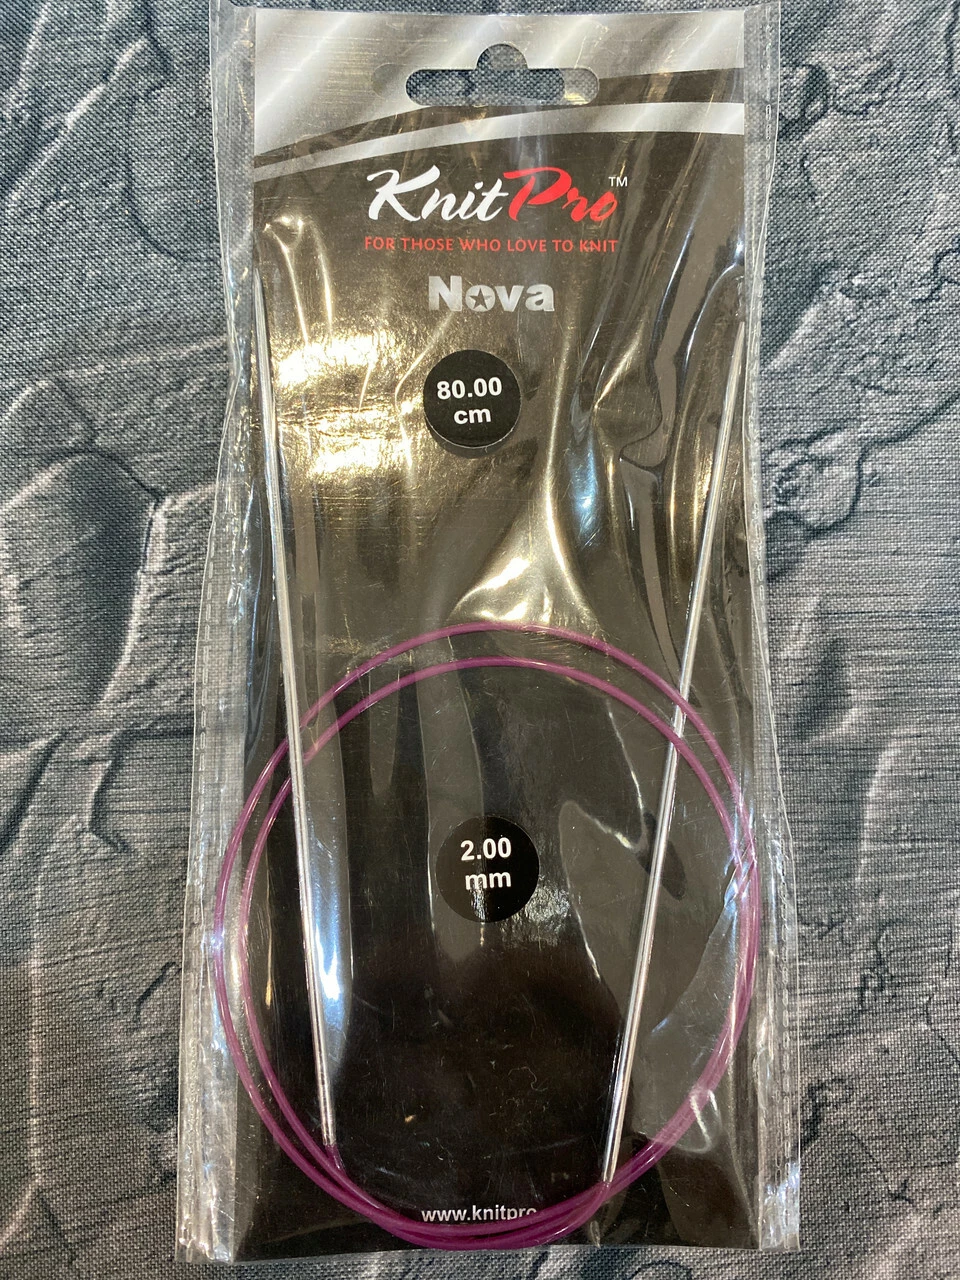 KnitPro™
FOR THOSE WHO LOVE TO KNIT
Nova
80.00
cm
2.00
mm
www.knitpro